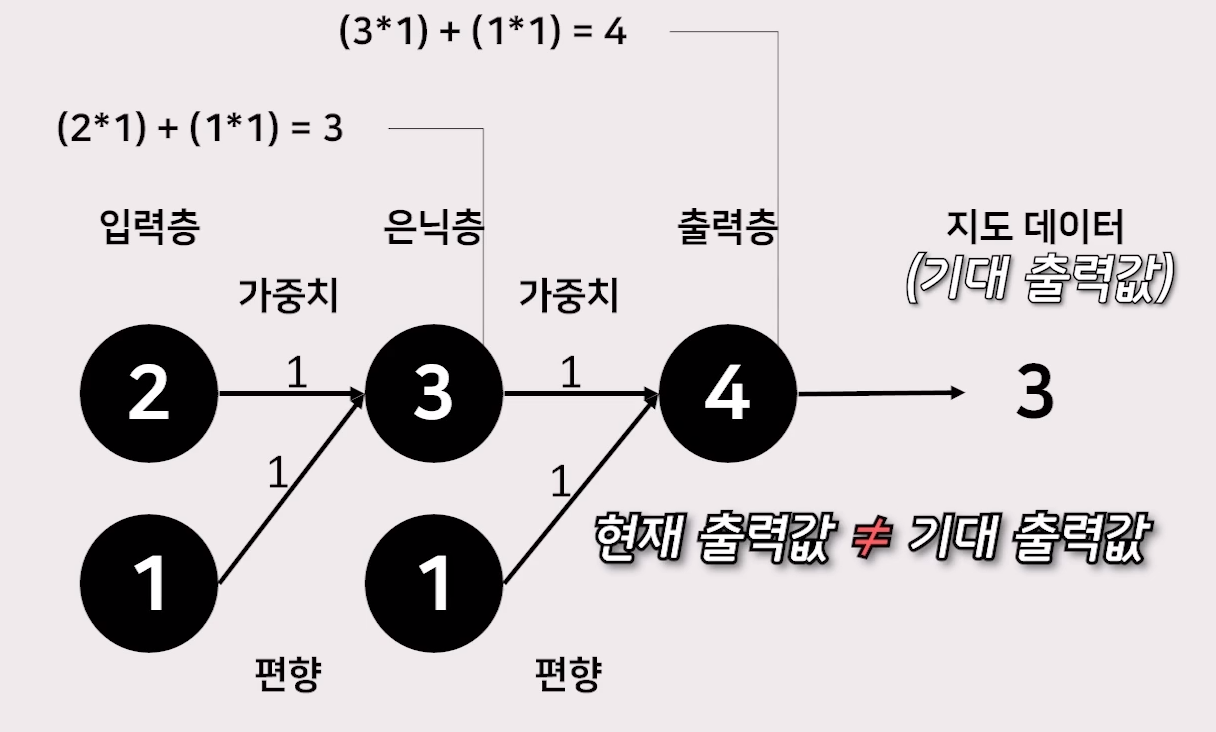 (3*1) + (1*1) = 4
(2*1) + (1*1) = 3
입력층
은닉층
출력층
지도 데이터
(기대 출력값)
가중치
가중치
2
1
3
1
4
3
1
1
현재 출력값 ≠ 기대 출력값
1
1
편향
편향